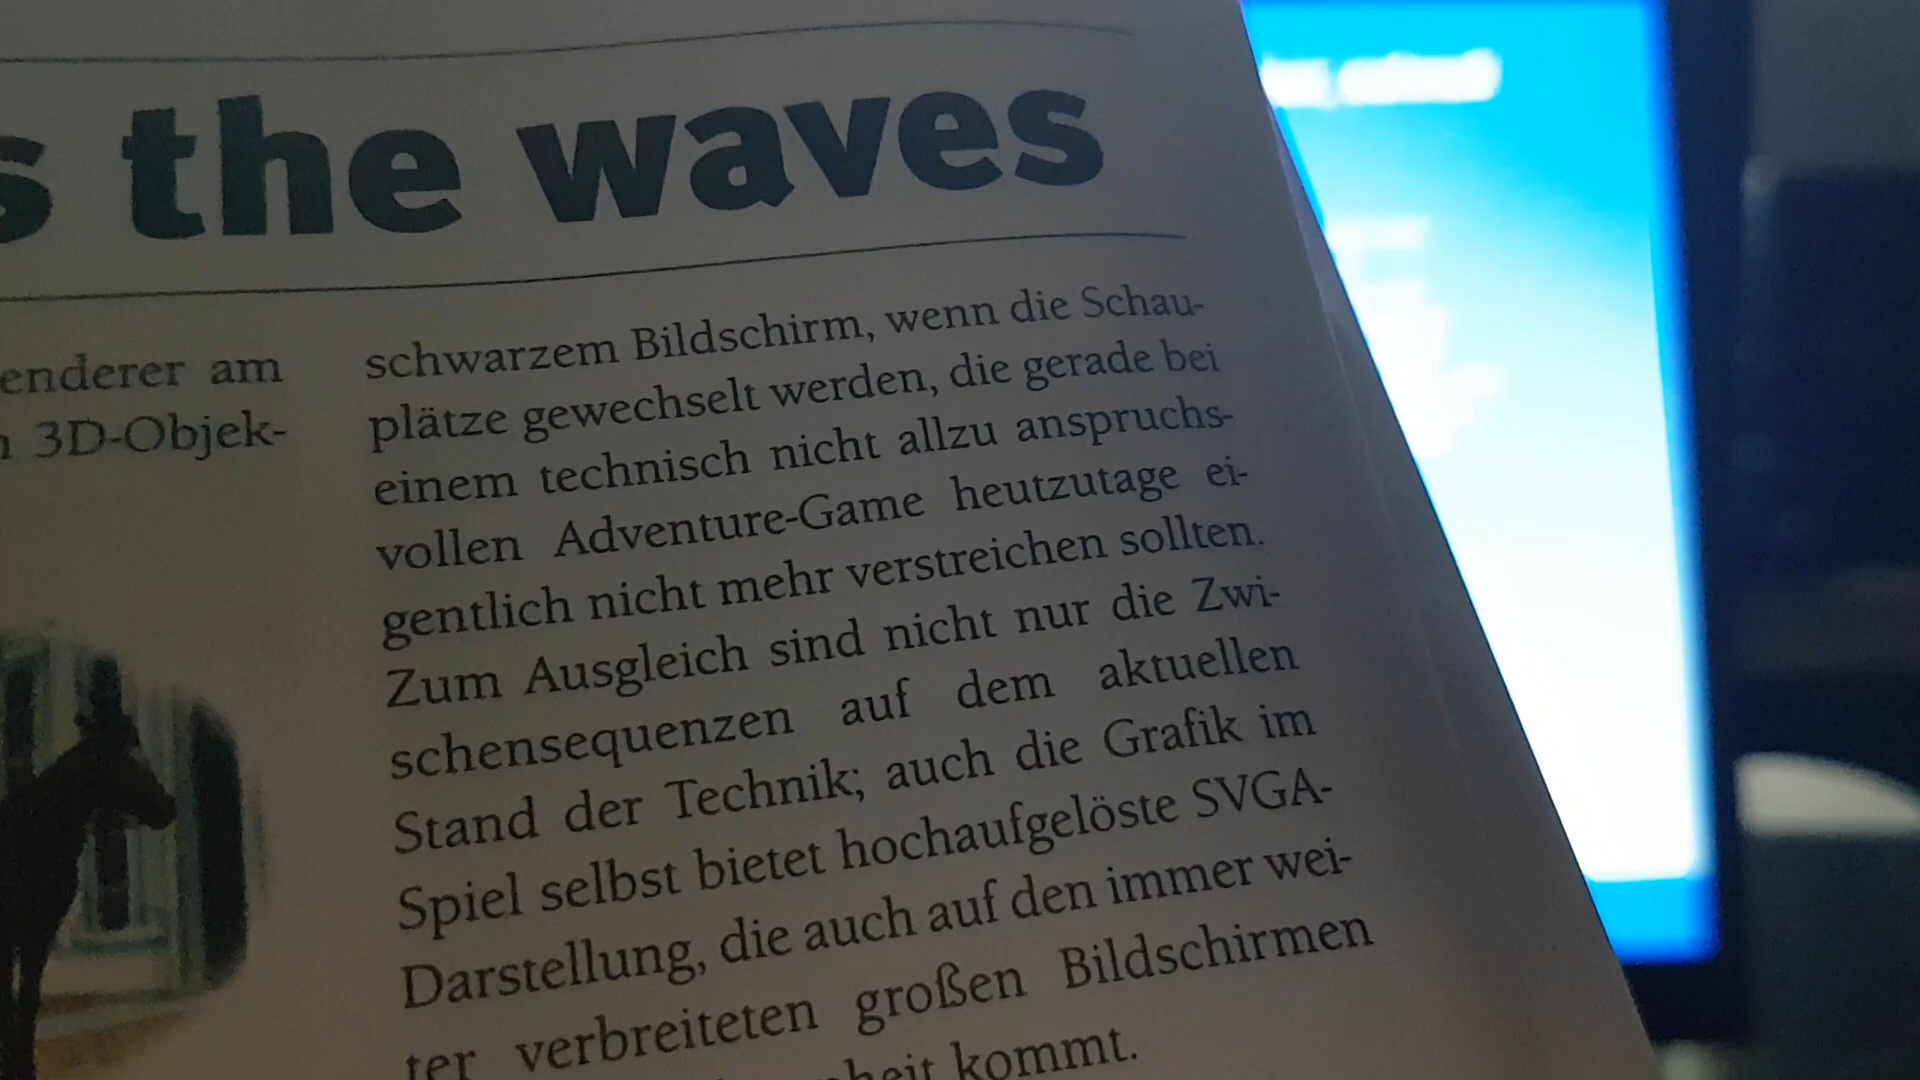 the waves
enderer am
3D-Objek-
schwarzem Bildschirm, wenn die Schau-
plätze gewechselt werden, die gerade bei
einem technisch nicht allzu anspruchs-
vollen Adventure-Game heutzutage ei-
gentlich nicht mehr verstreichen sollten.
Zum Ausgleich sind nicht nur die Zwi-
schensequenzen auf dem aktuellen
Stand der Technik; auch die Grafik im
Spiel selbst bietet hochaufgelöste SVGA-
Darstellung, die auch auf den immer wei-
ter verbreiteten großen Bildschirmen
heit kommt.